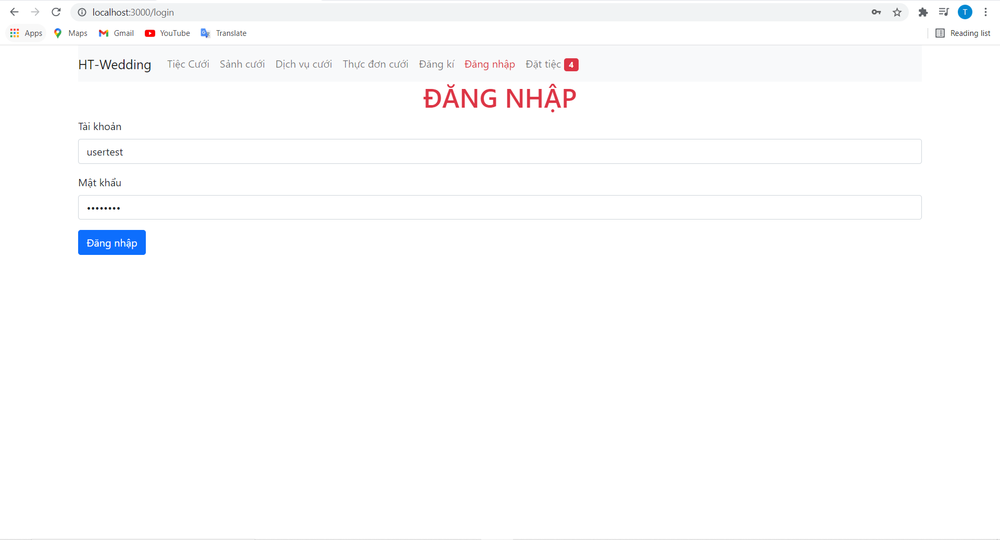 localhost:3000/login
T
Apps Maps Gmail YouTube Translate Reading list
HT-Wedding Tiệc Cưới Sảnh cưới Dịch vụ cưới Thực đơn cưới Đăng kí Đăng nhập Đặt tiệc 4
ĐĂNG NHẬP
Tài khoản
usertest
Mật khẩu
••••••••
Đăng nhập